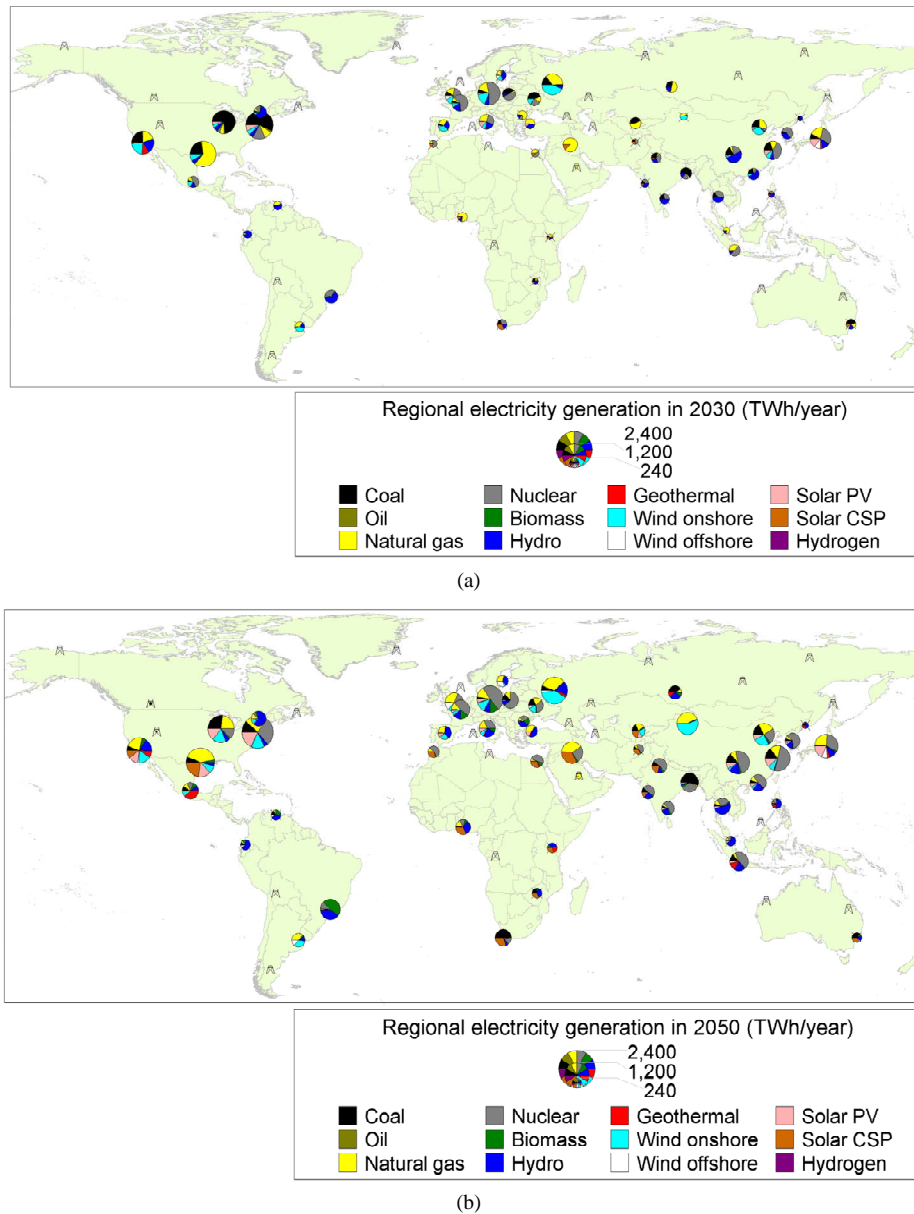 Regional electricity generation in 2030 (TWh/year)
2,400
1,200
240
Coal Nuclear Geothermal Solar PV
Oil Biomass Wind onshore Solar CSP
Natural gas Hydro Wind offshore Hydrogen
(a)
Regional electricity generation in 2050 (TWh/year)
2,400
1,200
240
Coal Nuclear Geothermal Solar PV
Oil Biomass Wind onshore Solar CSP
Natural gas Hydro Wind offshore Hydrogen
(b)